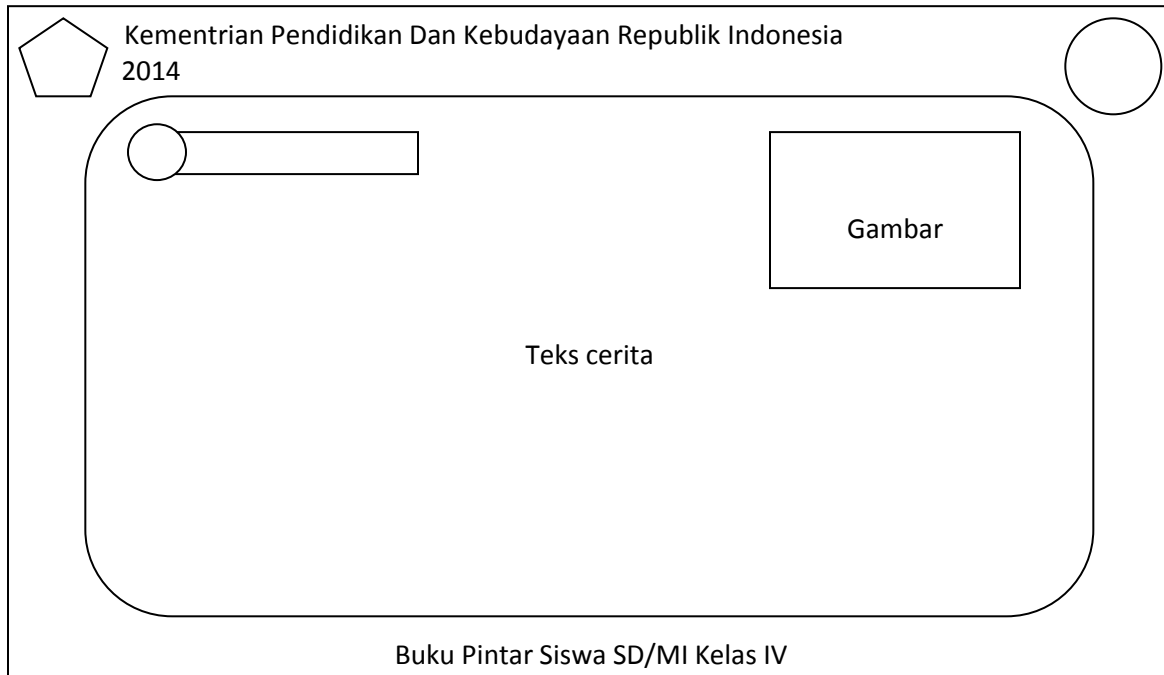 Kementrian Pendidikan Dan Kebudayaan Republik Indonesia
2014
Gambar
Teks cerita
Buku Pintar Siswa SD/MI Kelas IV